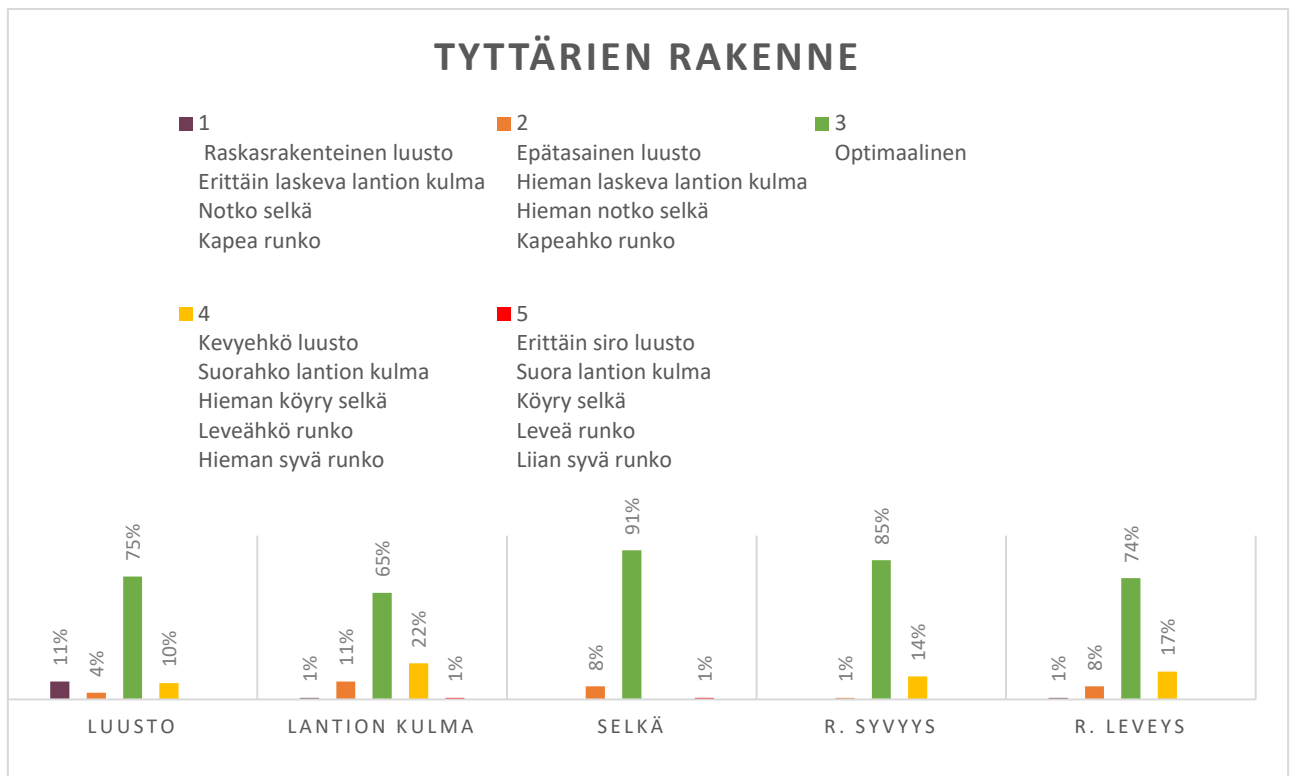 TYTTÄRIEN RAKENNE
1
Raskasrakenteinen luusto
Erittäin laskeva lantion kulma
Notko selkä
Kapea runko
2
Epätasainen luusto
Hieman laskeva lantion kulma
Hieman notko selkä
Kapeahko runko
3
Optimaalinen
4
Kevyehkö luusto
Suorahko lantion kulma
Hieman köyry selkä
Leveähkö runko
Hieman syvä runko
5
Erittäin siro luusto
Suora lantion kulma
Köyry selkä
Leveä runko
Liian syvä runko
11%
4%
75%
10%
1%
11%
65%
22%
1%
8%
91%
1%
1%
85%
14%
1%
8%
74%
17%
LUUSTO
LANTION KULMA
SELKÄ
R. SYVYYS
R. LEVEYS